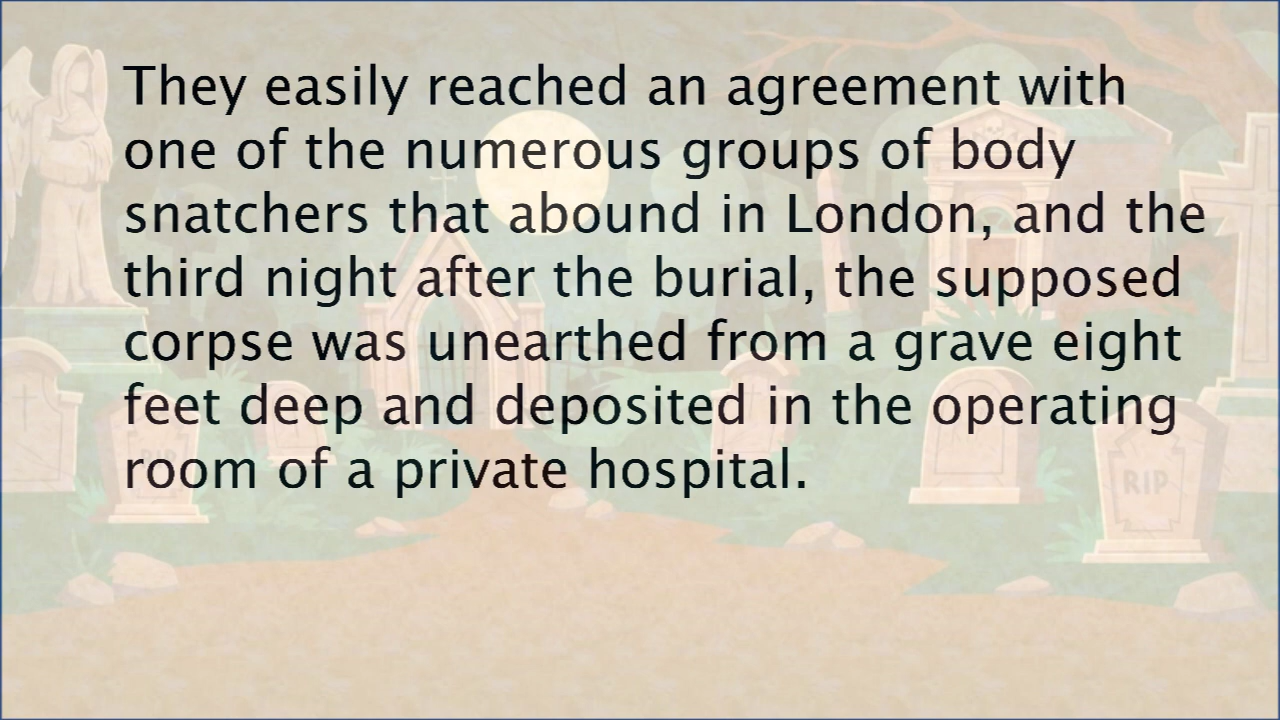 They easily reached an agreement with
one of the numerous groups of body
snatchers that abound in London, and the
third night after the burial, the supposed
corpse was unearthed from a grave eight
feet deep and deposited in the operating
room of a private hospital.
RIP